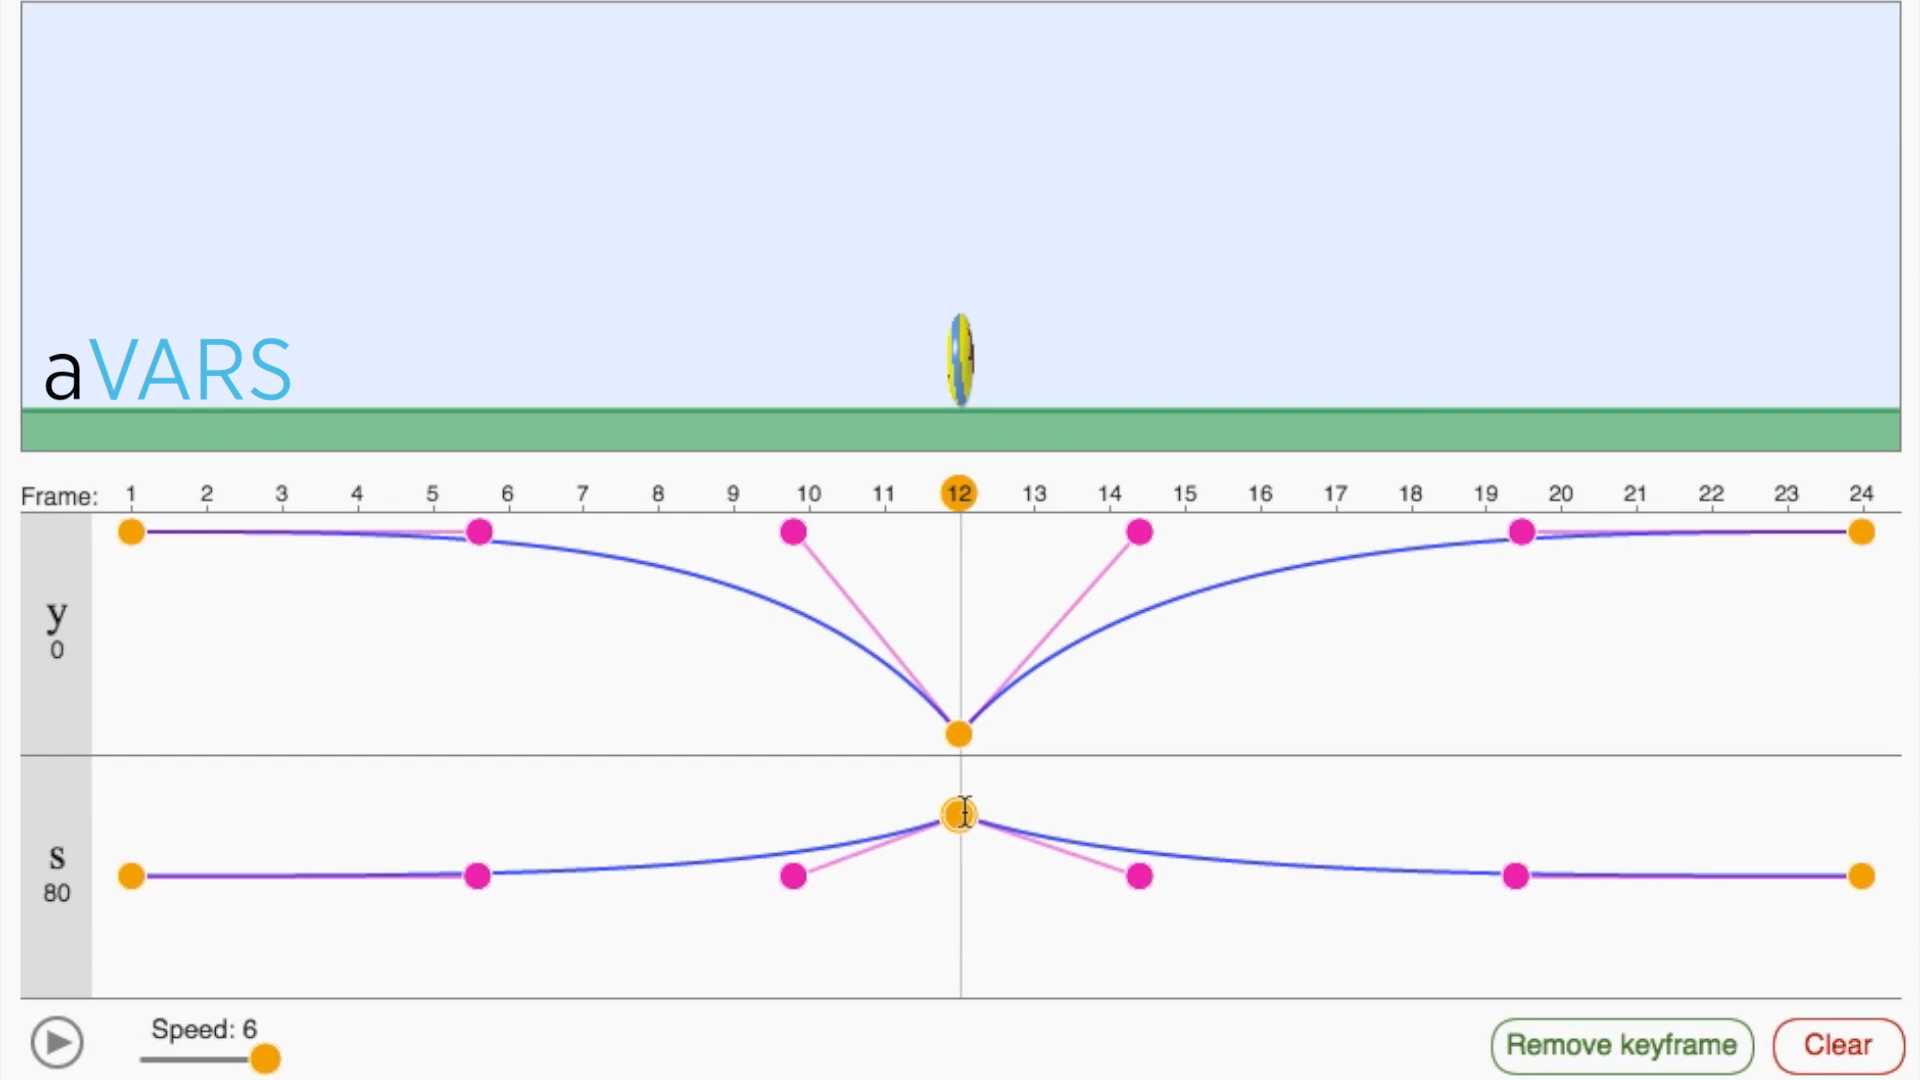 aVARS
Frame: 1 2 3 4 5 6 7 8 9 10 11 12 13 14 15 16 17 18 19 20 21 22 23 24
y
0
s
80
Speed: 6
Remove keyframe
Clear